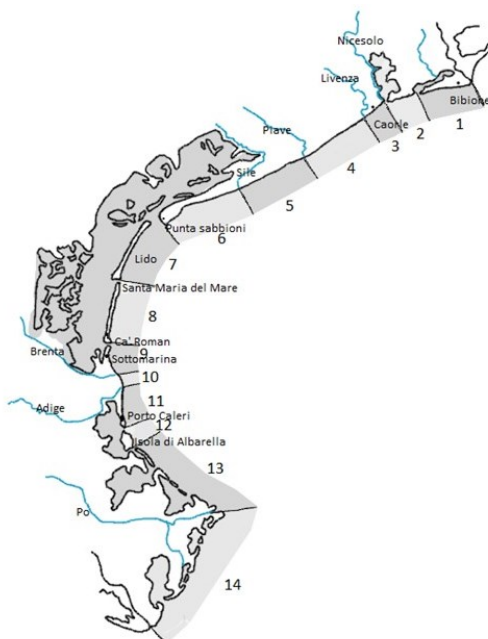 Nicesolo
Livenza
Bibione
1
Caorle
2
3
Piave
4
Sile
5
Punta sabbioni
6
Lido
7
Santa Maria del Mare
8
Ca' Roman
Brenta
9
Sottomarina
10
Adige
11
Porto Caleri
12
Isola di Albarella
13
Po
14